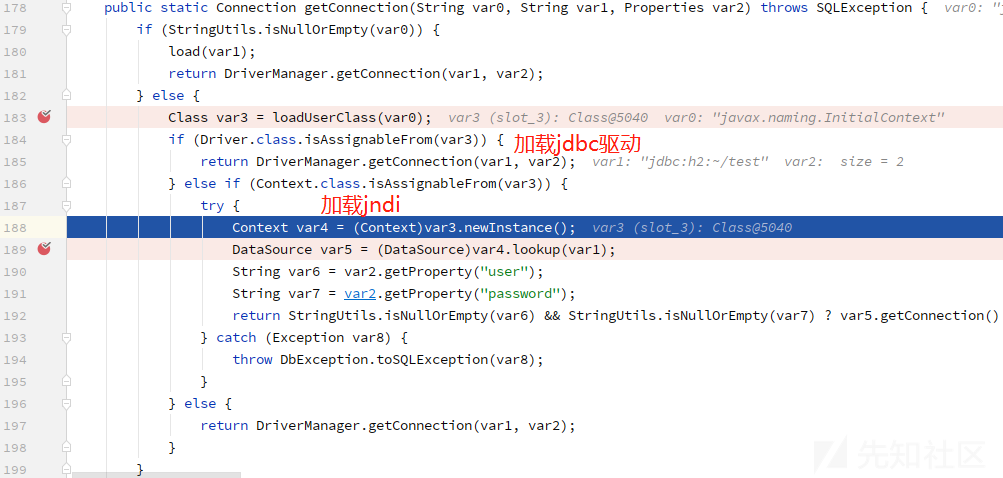 178 public static Connection getConnection(String var0, String var1, Properties var2) throws SQLException { var0: "j
179 if (StringUtils.isNullOrEmpty(var0)) {
180 load(var1);
181 return DriverManager.getConnection(var1, var2);
182 } else {
183 Class var3 = loadUserClass(var0); var3 (slot_3): Class@5040 var0: "javax.naming.InitialContext"
184 if (Driver.class.isAssignableFrom(var3)) { 加载jdbc驱动
185 return DriverManager.getConnection(var1, var2); var1: "jdbc:h2:~/test" var2: size = 2
186 } else if (Context.class.isAssignableFrom(var3)) {
187 try { 加载jndi
188 Context var4 = (Context)var3.newInstance(); var3 (slot_3): Class@5040
189 DataSource var5 = (DataSource)var4.lookup(var1);
190 String var6 = var2.getProperty("user");
191 String var7 = var2.getProperty("password");
192 return StringUtils.isNullOrEmpty(var6) && StringUtils.isNullOrEmpty(var7) ? var5.getConnection()
193 } catch (Exception var8) {
194 throw DbException.toSQLException(var8);
195 }
196 } else {
197 return DriverManager.getConnection(var1, var2);
198 }
199 }
先知社区